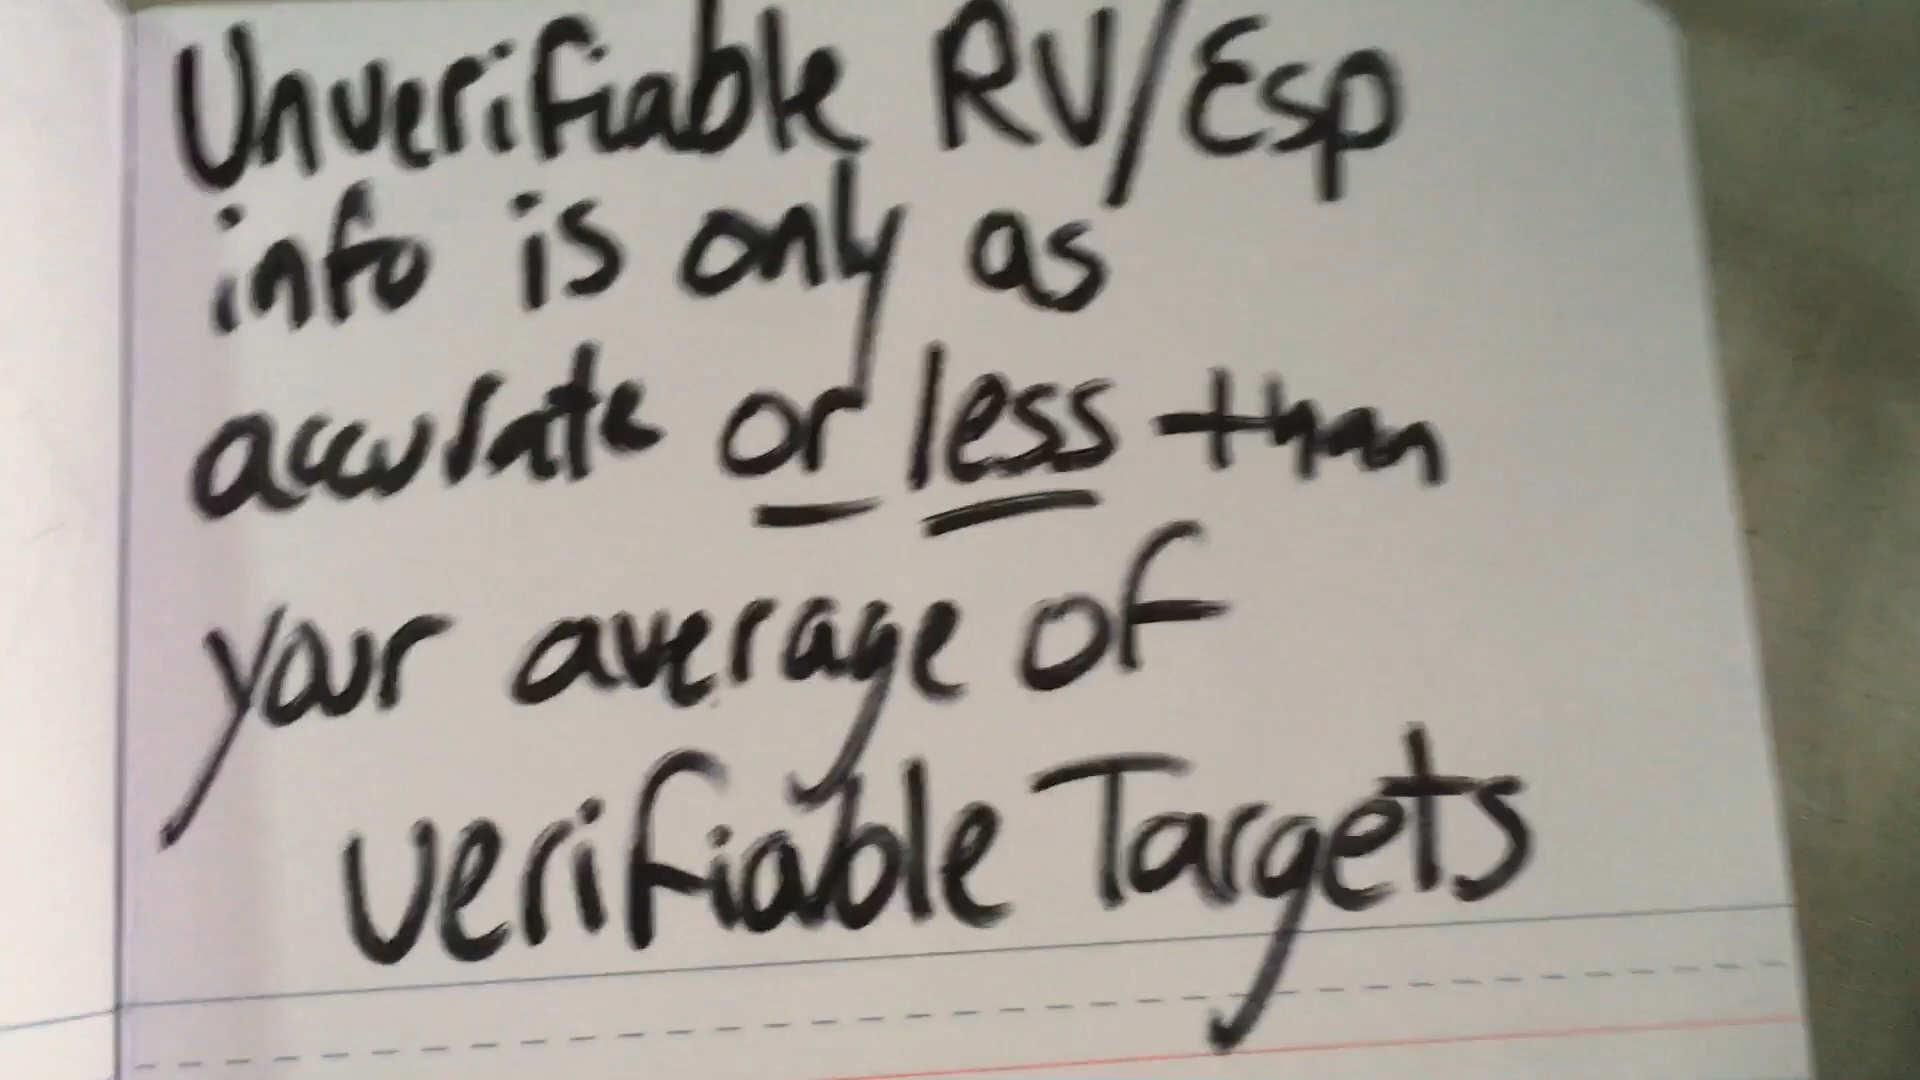 Unverifiable RV/Esp
info is only as
accurate or less than
your average of
verifiable Targets